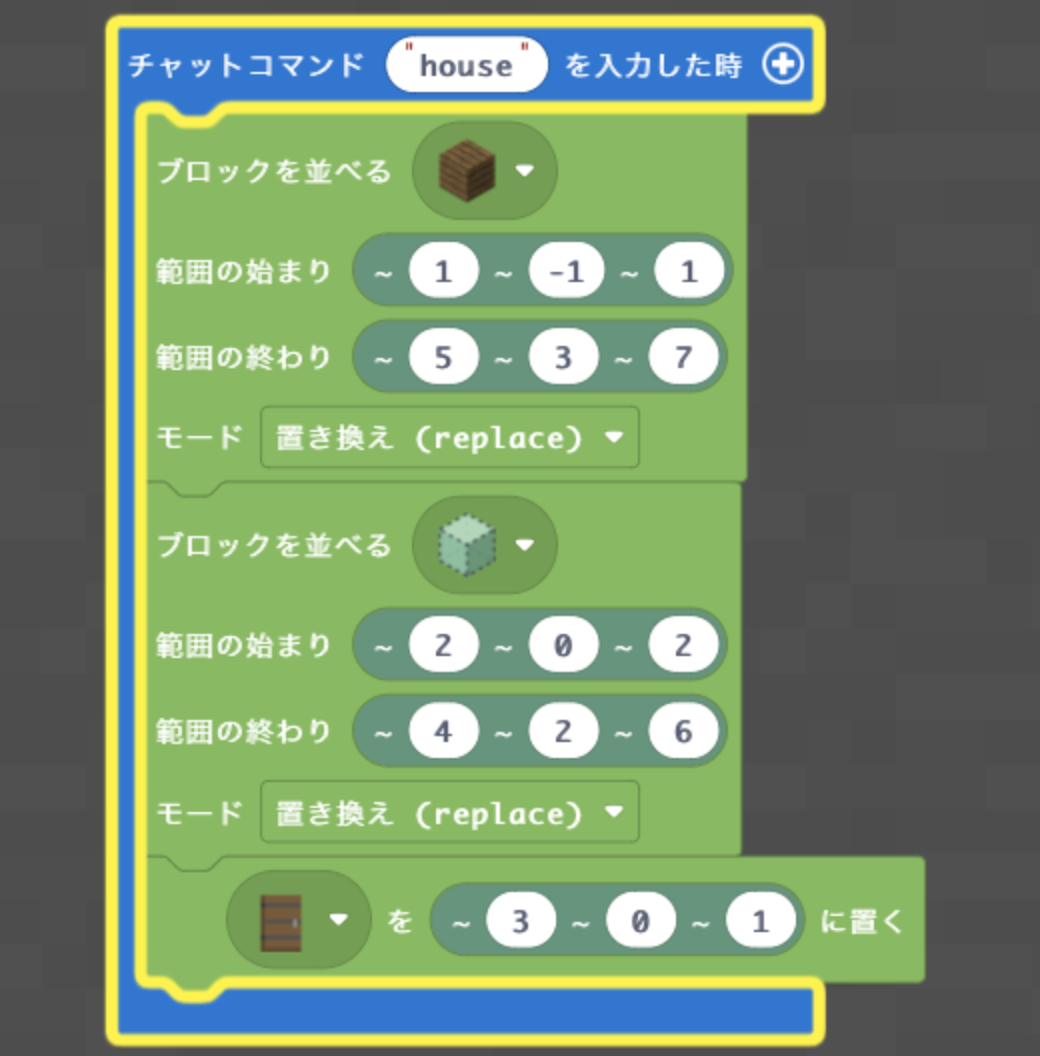 チャットコマンド "house" を入力した時
ブロックを並べる
範囲の始まり ~ 1 ~ -1 ~ 1
範囲の終わり ~ 5 ~ 3 ~ 7
モード 置き換え (replace)
ブロックを並べる
範囲の始まり ~ 2 ~ 0 ~ 2
範囲の終わり ~ 4 ~ 2 ~ 6
モード 置き換え (replace)
を ~ 3 ~ 0 ~ 1 に置く